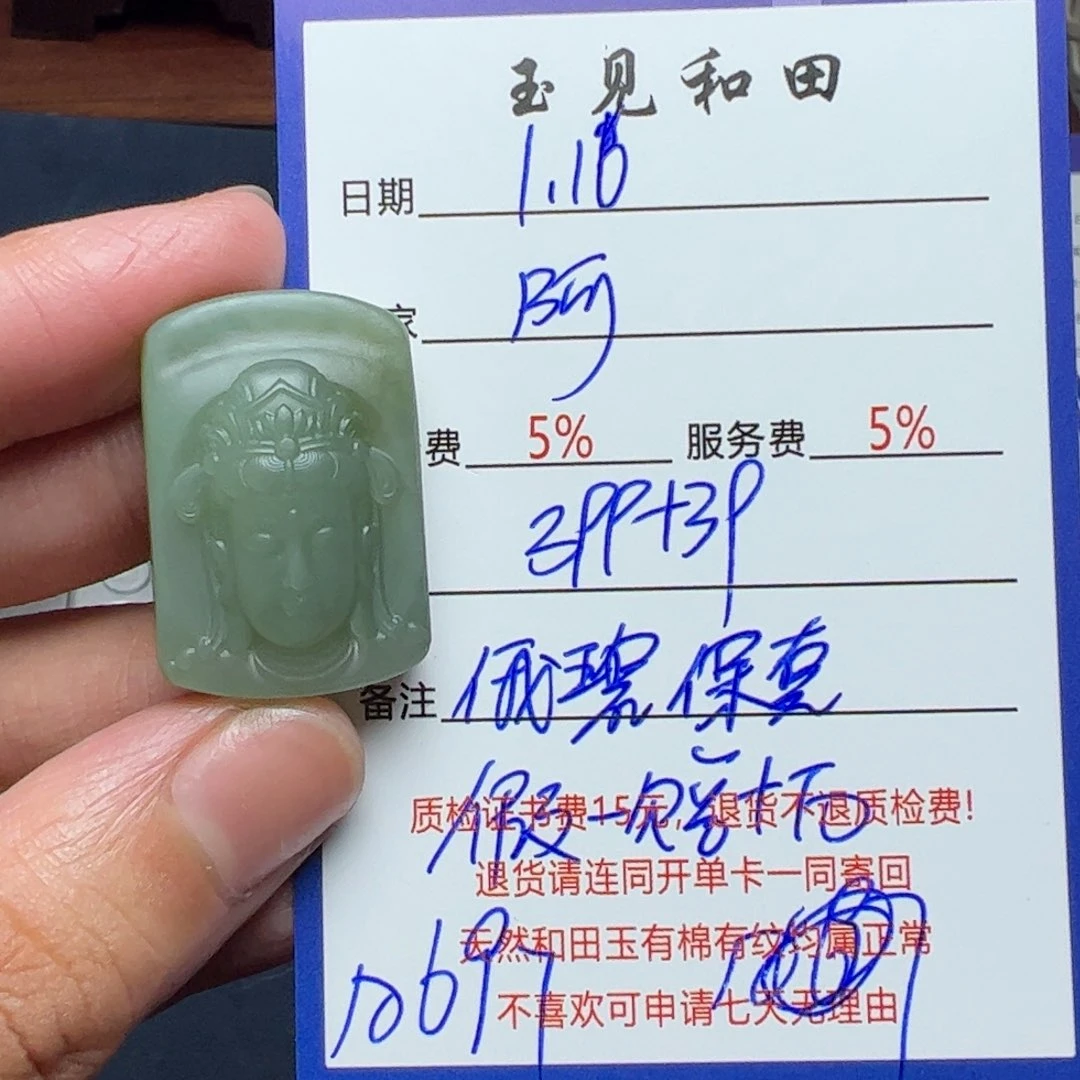 玉见和田
日期 1.18
家 阿
费 5% 服务费 5%
3PP+3P
备注 俄碧 保真
假一赔十万
质检证书费15元，退货不退质检费!
退货请连同开单卡一同寄回
天然和田玉有棉有纹均属正常
不喜欢可申请七天无理由